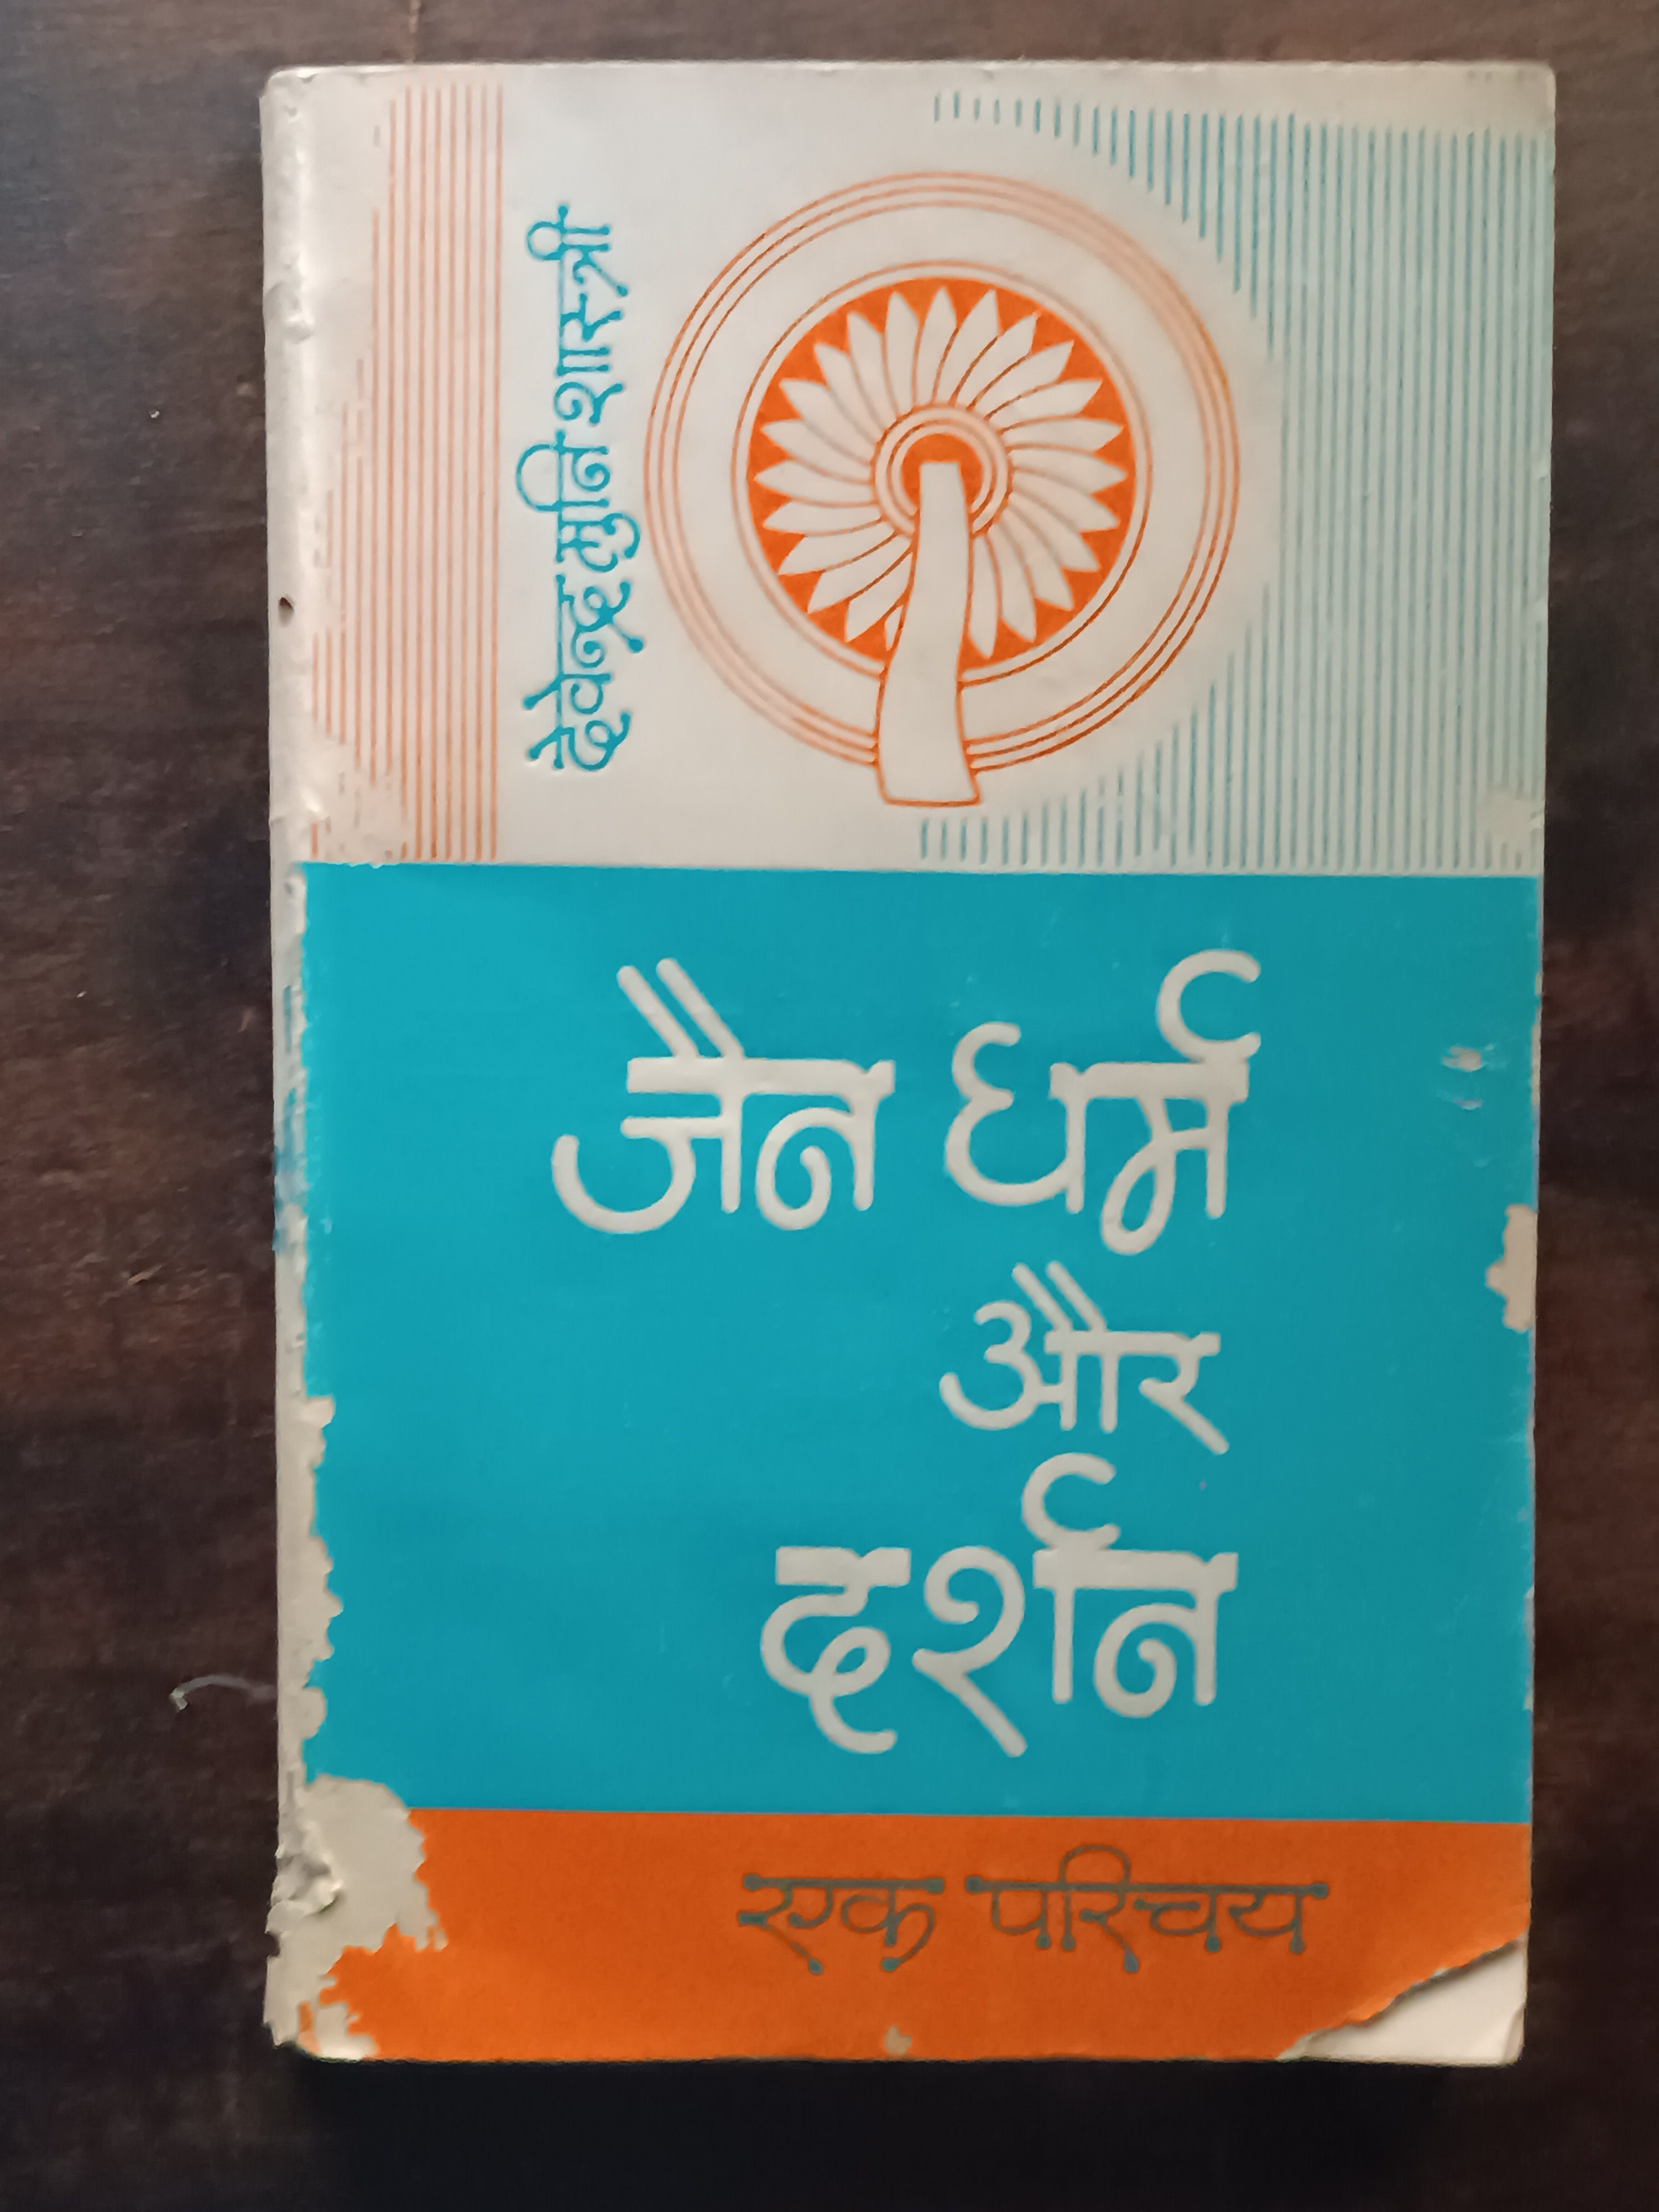 देवेन्द्र मुनि शास्त्री
जैन धर्म
और
दर्शन
एक परिचय